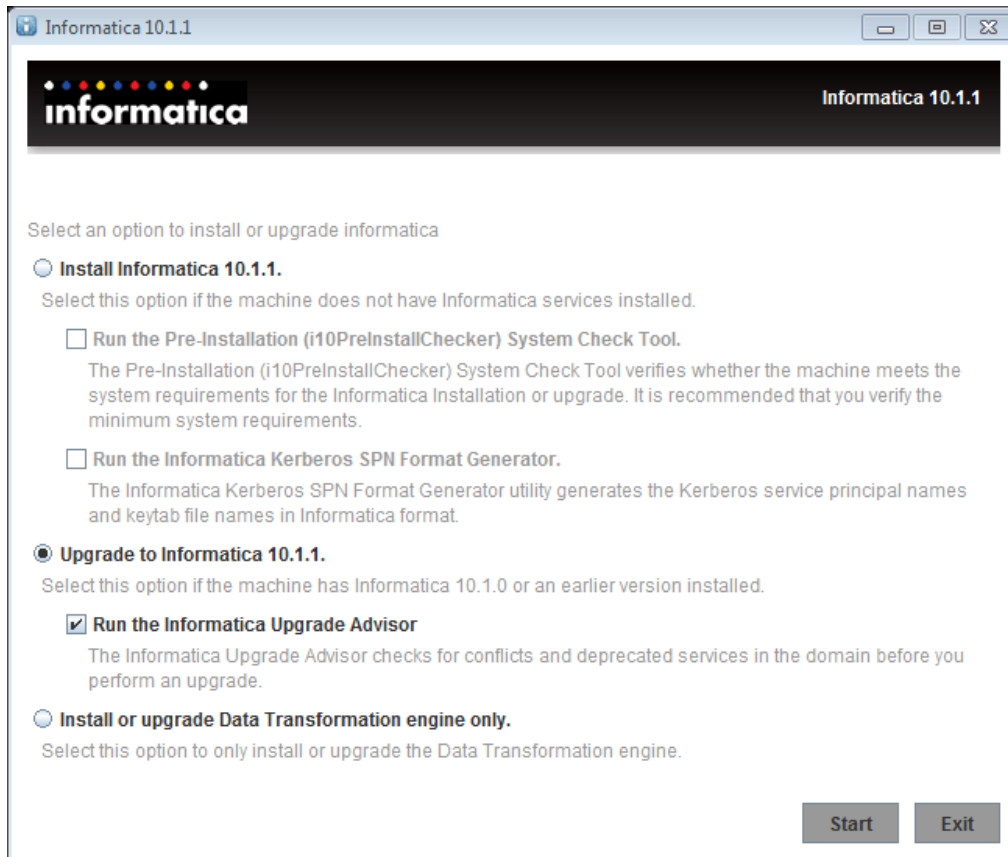 Informatica 10.1.1
informatica
Informatica 10.1.1
Select an option to install or upgrade informatica
Install Informatica 10.1.1.
Select this option if the machine does not have Informatica services installed.
Run the Pre-Installation (i10PreInstallChecker) System Check Tool.
The Pre-Installation (i10PreInstallChecker) System Check Tool verifies whether the machine meets the
system requirements for the Informatica Installation or upgrade. It is recommended that you verify the
minimum system requirements.
Run the Informatica Kerberos SPN Format Generator.
The Informatica Kerberos SPN Format Generator utility generates the Kerberos service principal names
and keytab file names in Informatica format.
Upgrade to Informatica 10.1.1.
Select this option if the machine has Informatica 10.1.0 or an earlier version installed.
Run the Informatica Upgrade Advisor
The Informatica Upgrade Advisor checks for conflicts and deprecated services in the domain before you
perform an upgrade.
Install or upgrade Data Transformation engine only.
Select this option to only install or upgrade the Data Transformation engine.
Start Exit